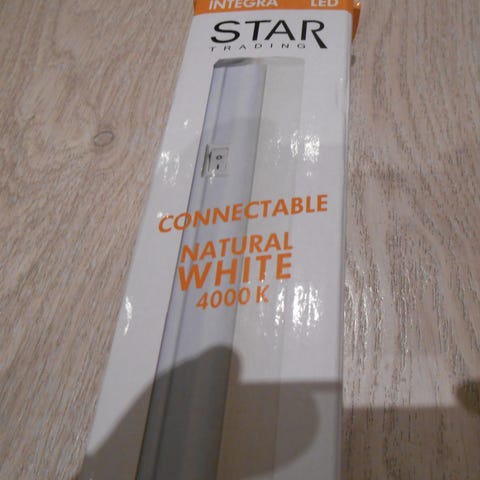 INTEGRA LED
STAR
TRADING
CONNECTABLE
NATURAL
WHITE
4000 K